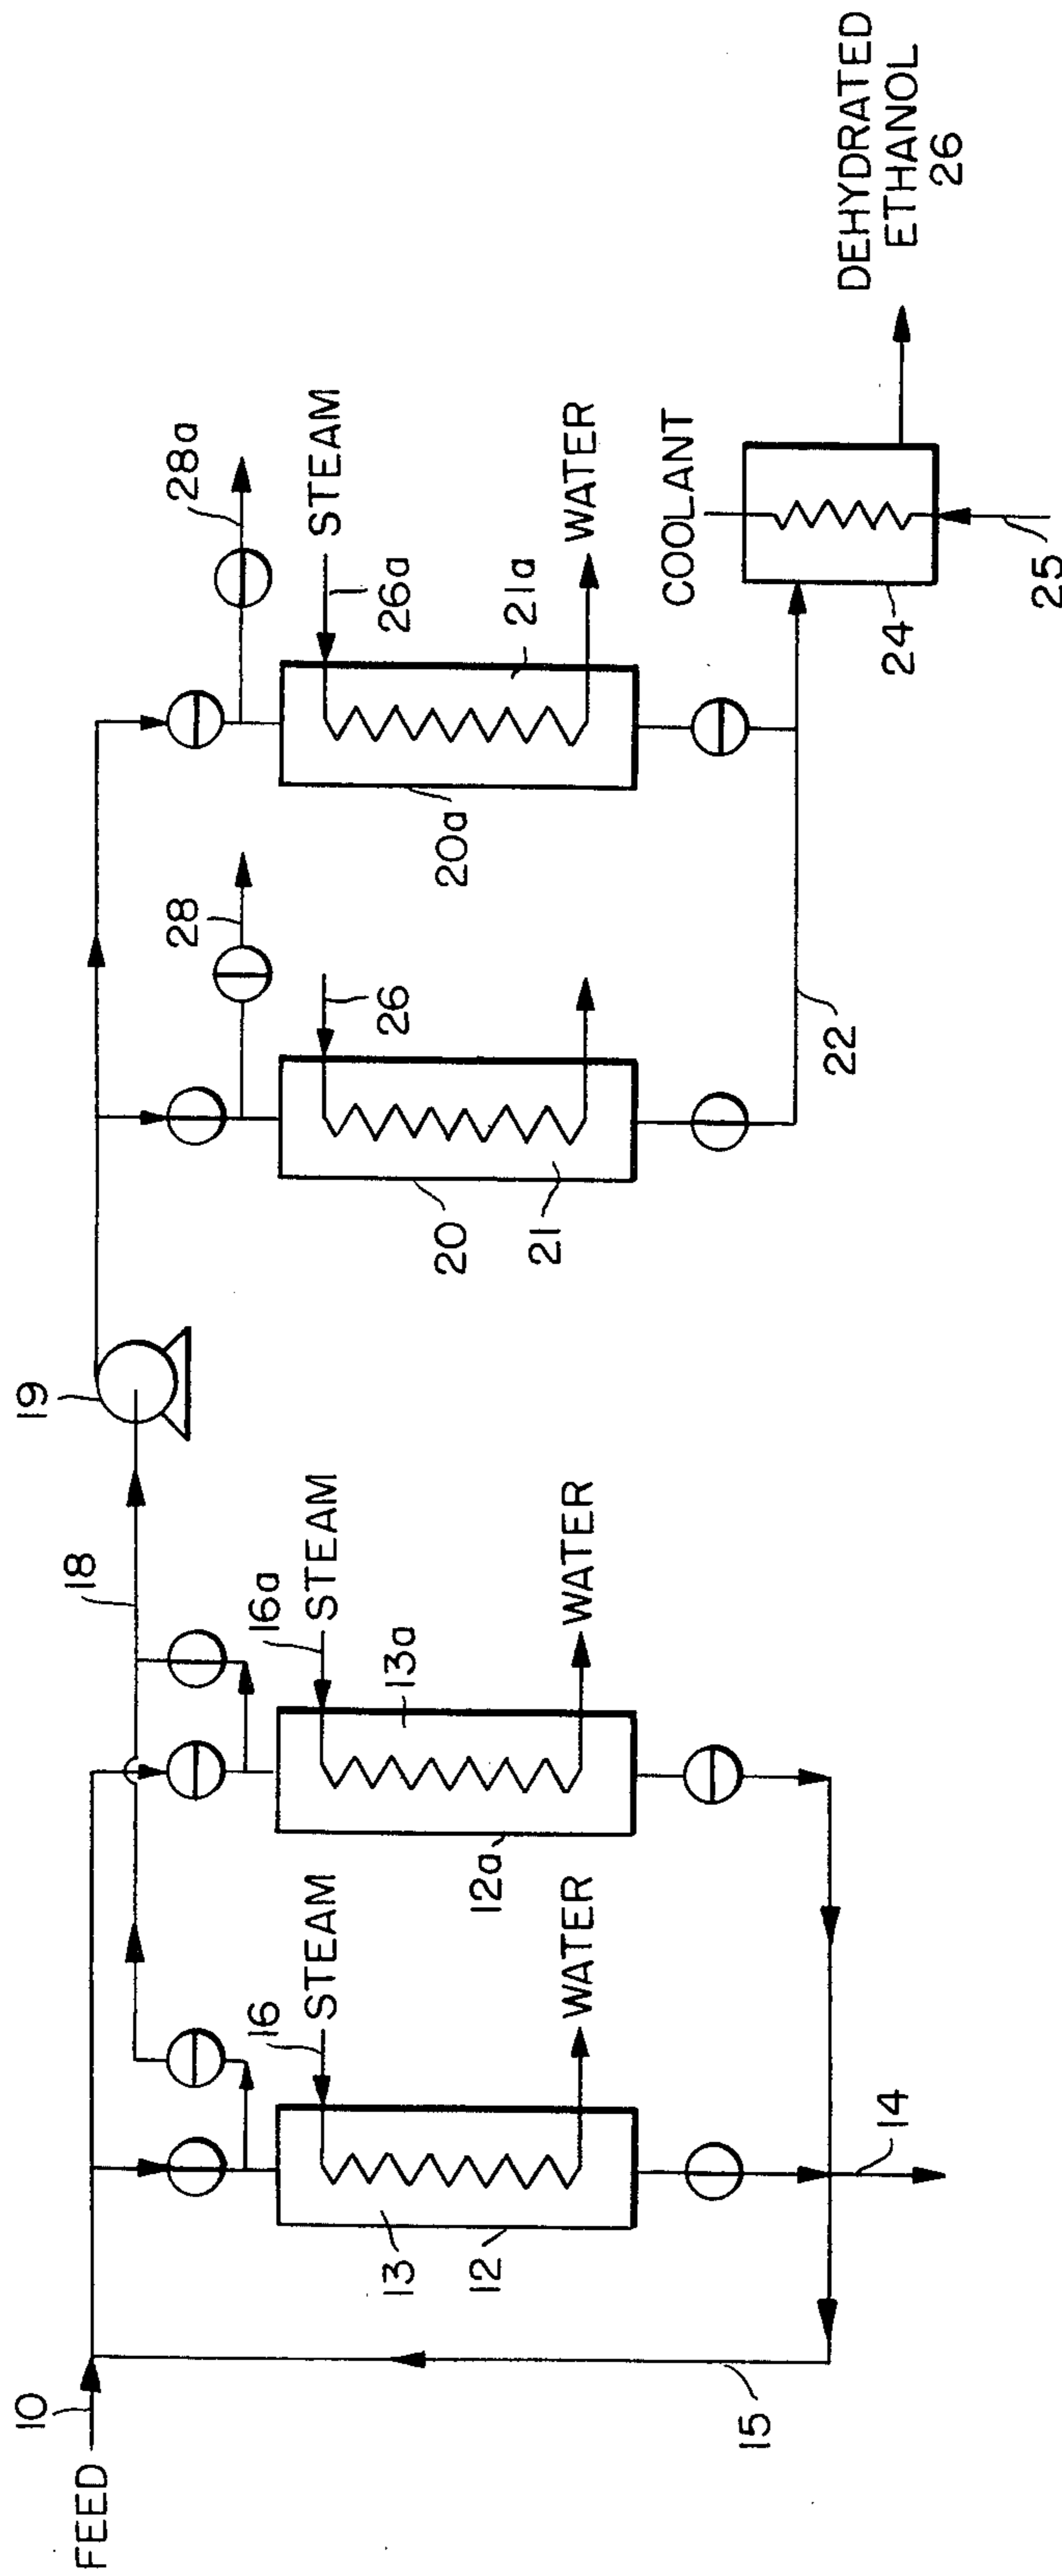 FEED
10
12
13
16
STEAM
WATER
14
15
12a
13a
16a
STEAM
WATER
18
19
20
21
26
28
20a
21a
26a
28a
STEAM
WATER
22
24
25
COOLANT
DEHYDRATED
ETHANOL
26